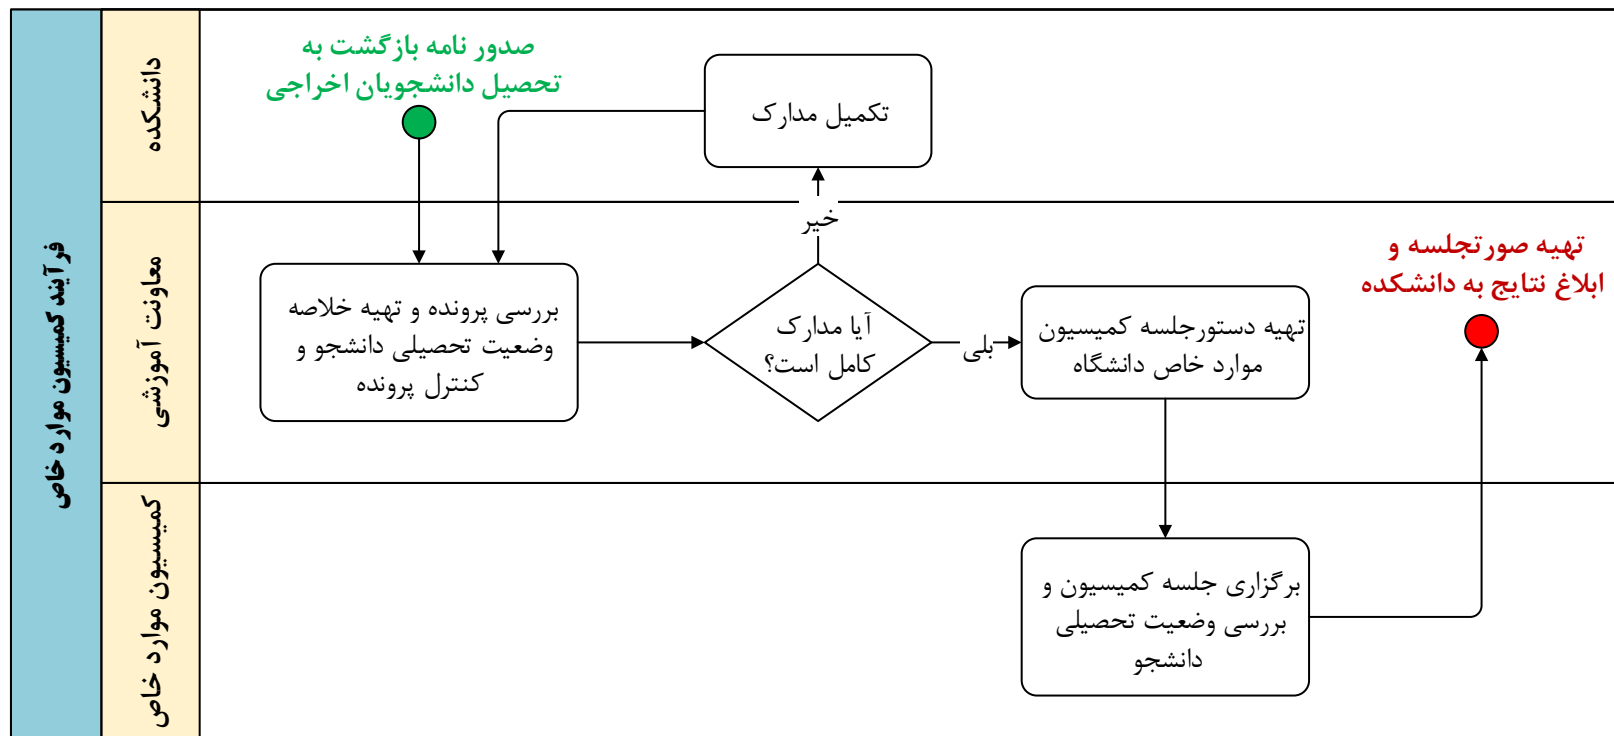 فرآیند کمیسیون موارد خاص
دانشکده
صدور نامه بازگشت به
تحصیل دانشجویان اخراجی
تکمیل مدارک
معاونت آموزشی
بررسی پرونده و تهیه خلاصه
وضعیت تحصیلی دانشجو و
کنترل پرونده
آیا مدارک
کامل است؟
خیر
بلی
تهیه دستورجلسه کمیسیون
موارد خاص دانشگاه
تهیه صورتجلسه و
ابلاغ نتایج به دانشکده
کمیسیون موارد خاص
برگزاری جلسه کمیسیون و
بررسی وضعیت تحصیلی
دانشجو